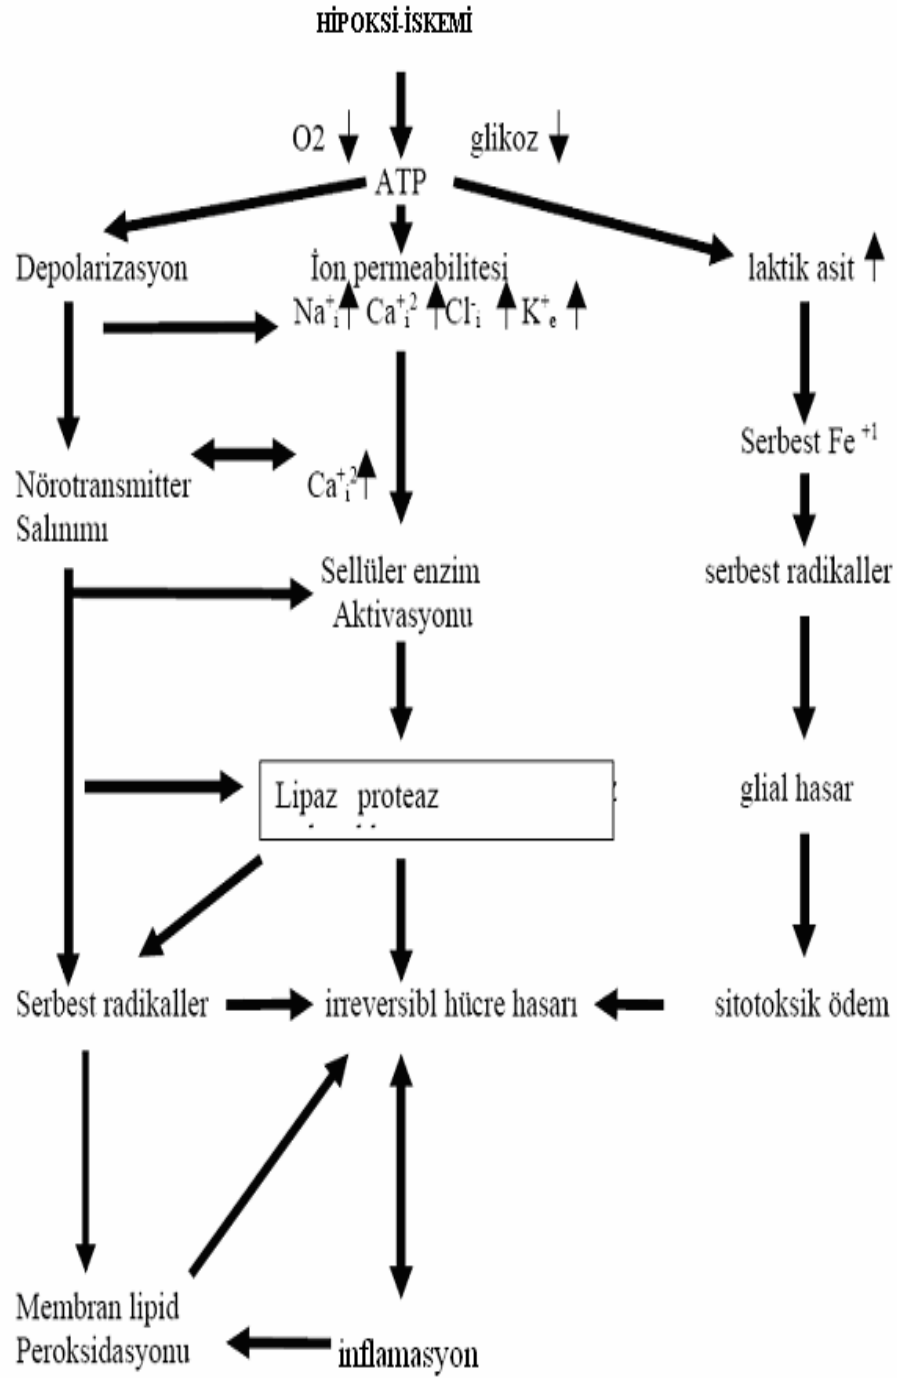 HİPOKSİ-İSKEMİ
O2 ↓ glikoz ↓
ATP
Depolarizasyon
İon permeabilitesi
laktik asit ↑
Na⁺i↑ Ca⁺²i ↑Cl⁻i ↑ K⁺e ↑
Serbest Fe ⁺¹
Nörotransmitter
Salınımı
Ca⁺²i↑
Sellüler enzim
Aktivasyonu
serbest radikaller
Lipaz proteaz
glial hasar
Serbest radikaller
irreversibl hücre hasarı
sitotoksik ödem
Membran lipid
Peroksidasyonu
inflamasyon